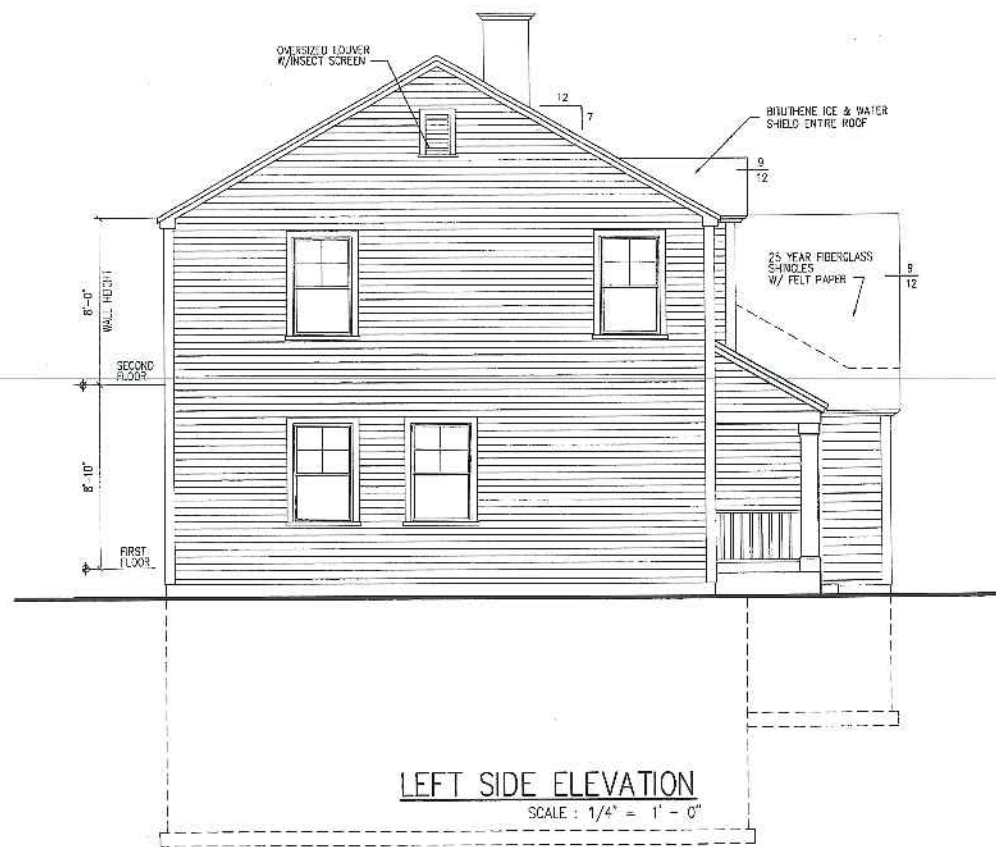 OVERSIZED LOUVER
W/INSECT SCREEN
12
7
BITUTHENE ICE & WATER
SHIELD ENTIRE ROOF
9
12
25 YEAR FIBERGLASS
SHINGLES
W/ FELT PAPER
9
12
8'-0"
WALL HEIGHT
SECOND
FLOOR
8'-10"
FIRST
FLOOR
LEFT SIDE ELEVATION
SCALE : 1/4" = 1' - 0"